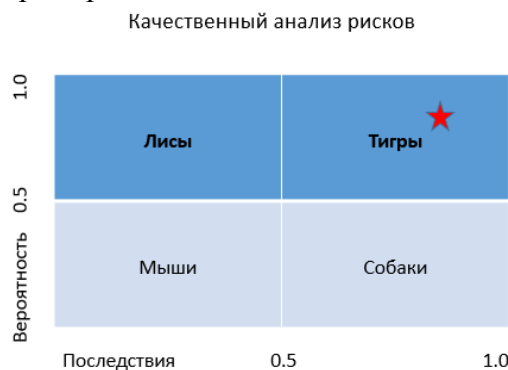 Качественный анализ рисков
1.0
Лисы Тигры
0.5
Мыши Собаки
Вероятность
Последствия 0.5 1.0